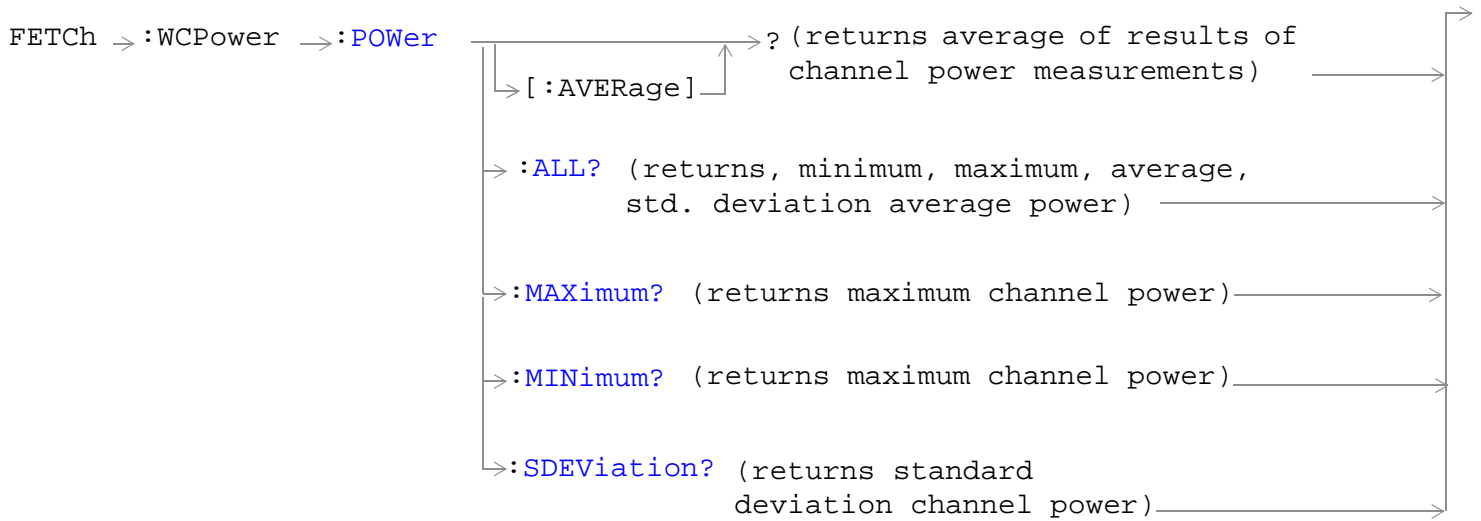 FETCh :WCPower :POWer ? (returns average of results of
channel power measurements)
[:AVERage]
:ALL? (returns, minimum, maximum, average,
std. deviation average power)
:MAXimum? (returns maximum channel power)
:MINimum? (returns maximum channel power)
:SDEViation? (returns standard
deviation channel power)